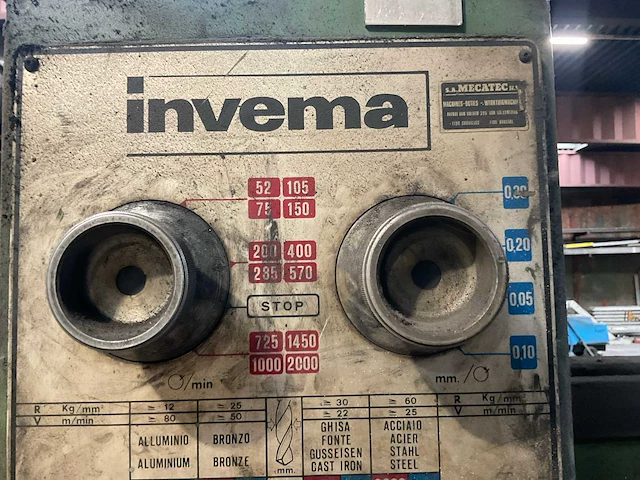 invema
S.A. MECATEC N.V.
52 105
75 150
200 400
285 570
STOP
725 1450
1000 2000
/min
0,30
0,20
0,05
0,10
mm./
R Kg/mm² ≥ 12 ≥ 25 ≥ 30 ≥ 60 R Kg/mm²
V m/min ≥ 80 ≥ 50 ≥ 22 ≥ 25 V m/min
ALLUMINIO BRONZO GHISA ACCIAIO
FONTE ACIER
GUSSEISEN STAHL
ALUMINIUM BRONZE CAST IRON STEEL
mm.